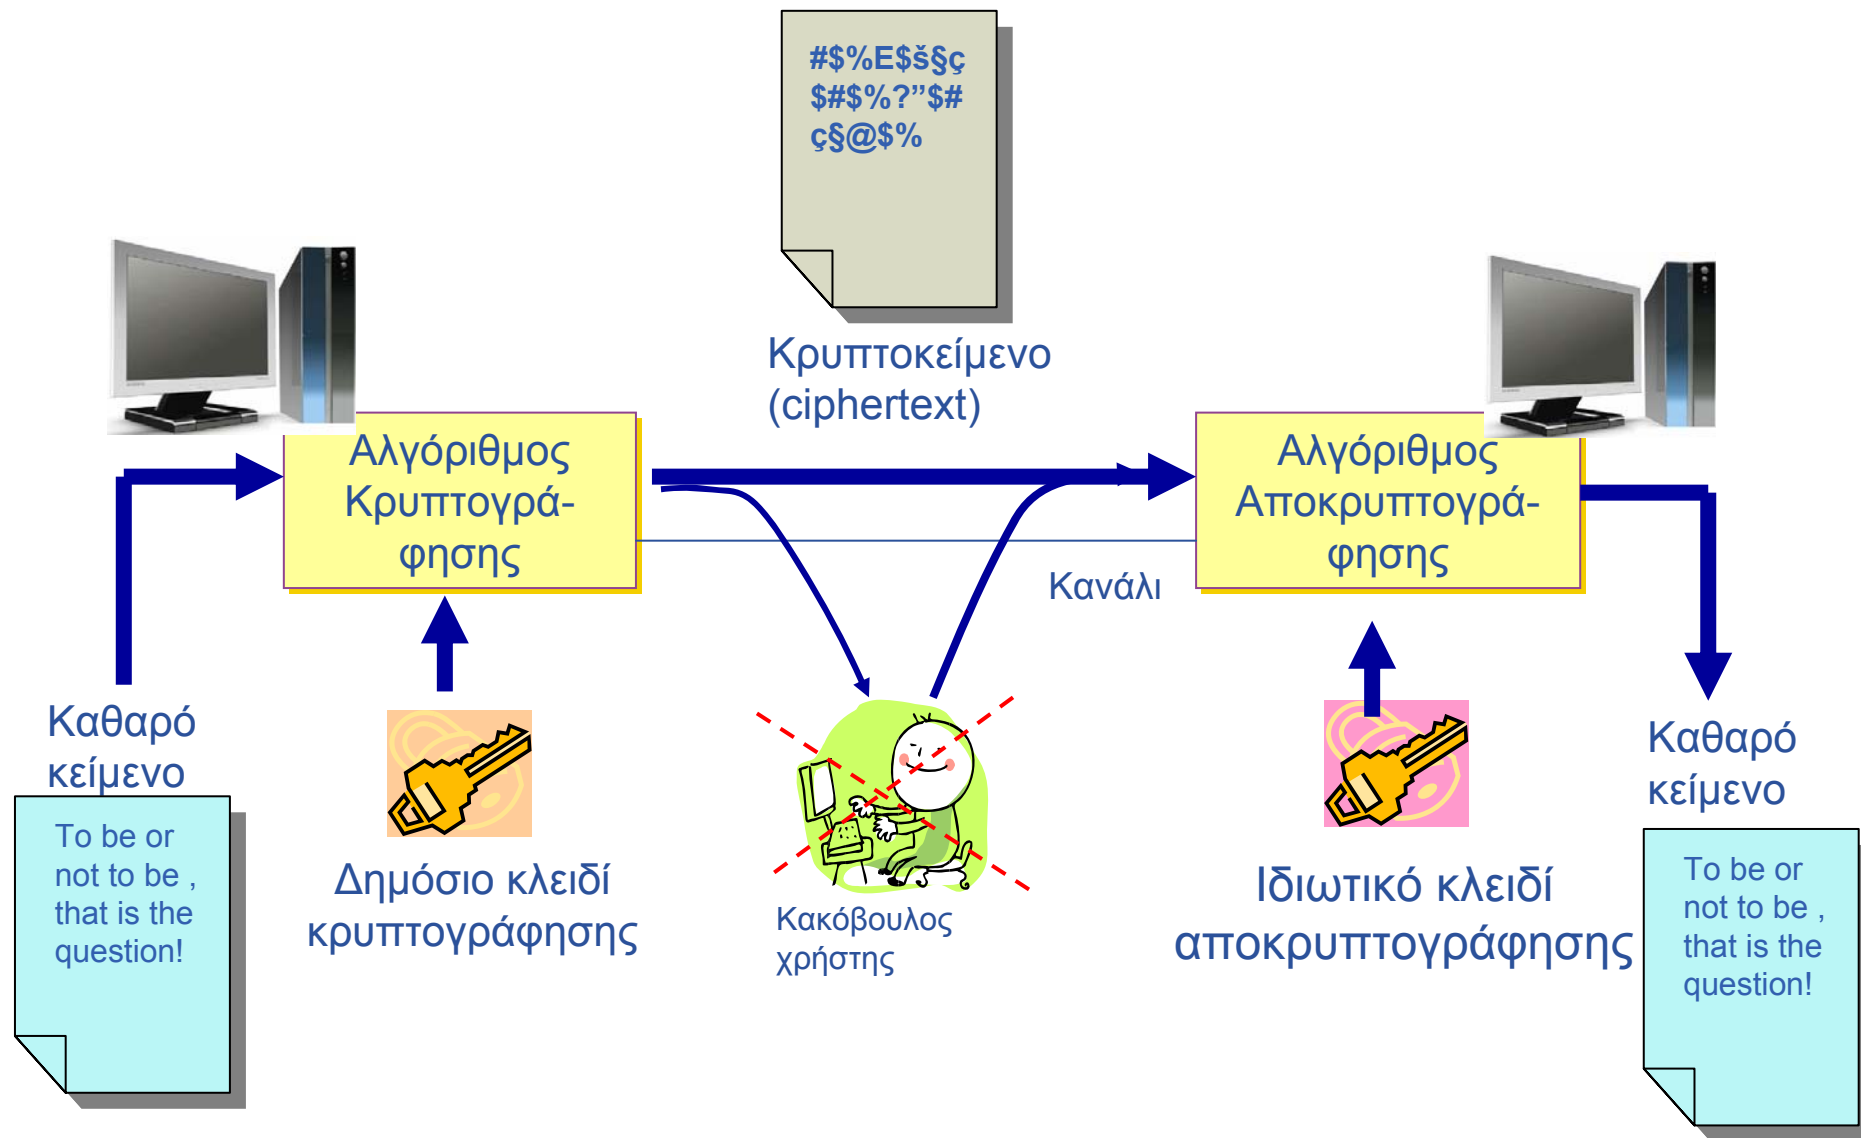 #$%E$š§ç
$#$%?”$#
ç§@$%
Κρυπτοκείμενο
(ciphertext)
Αλγόριθμος
Κρυπτογρά-
φησης
Αλγόριθμος
Αποκρυπτογρά-
φησης
Κανάλι
Καθαρό
κείμενο
To be or
not to be ,
that is the
question!
Δημόσιο κλειδί
κρυπτογράφησης
Κακόβουλος
χρήστης
Ιδιωτικό κλειδί
αποκρυπτογράφησης
Καθαρό
κείμενο
To be or
not to be ,
that is the
question!